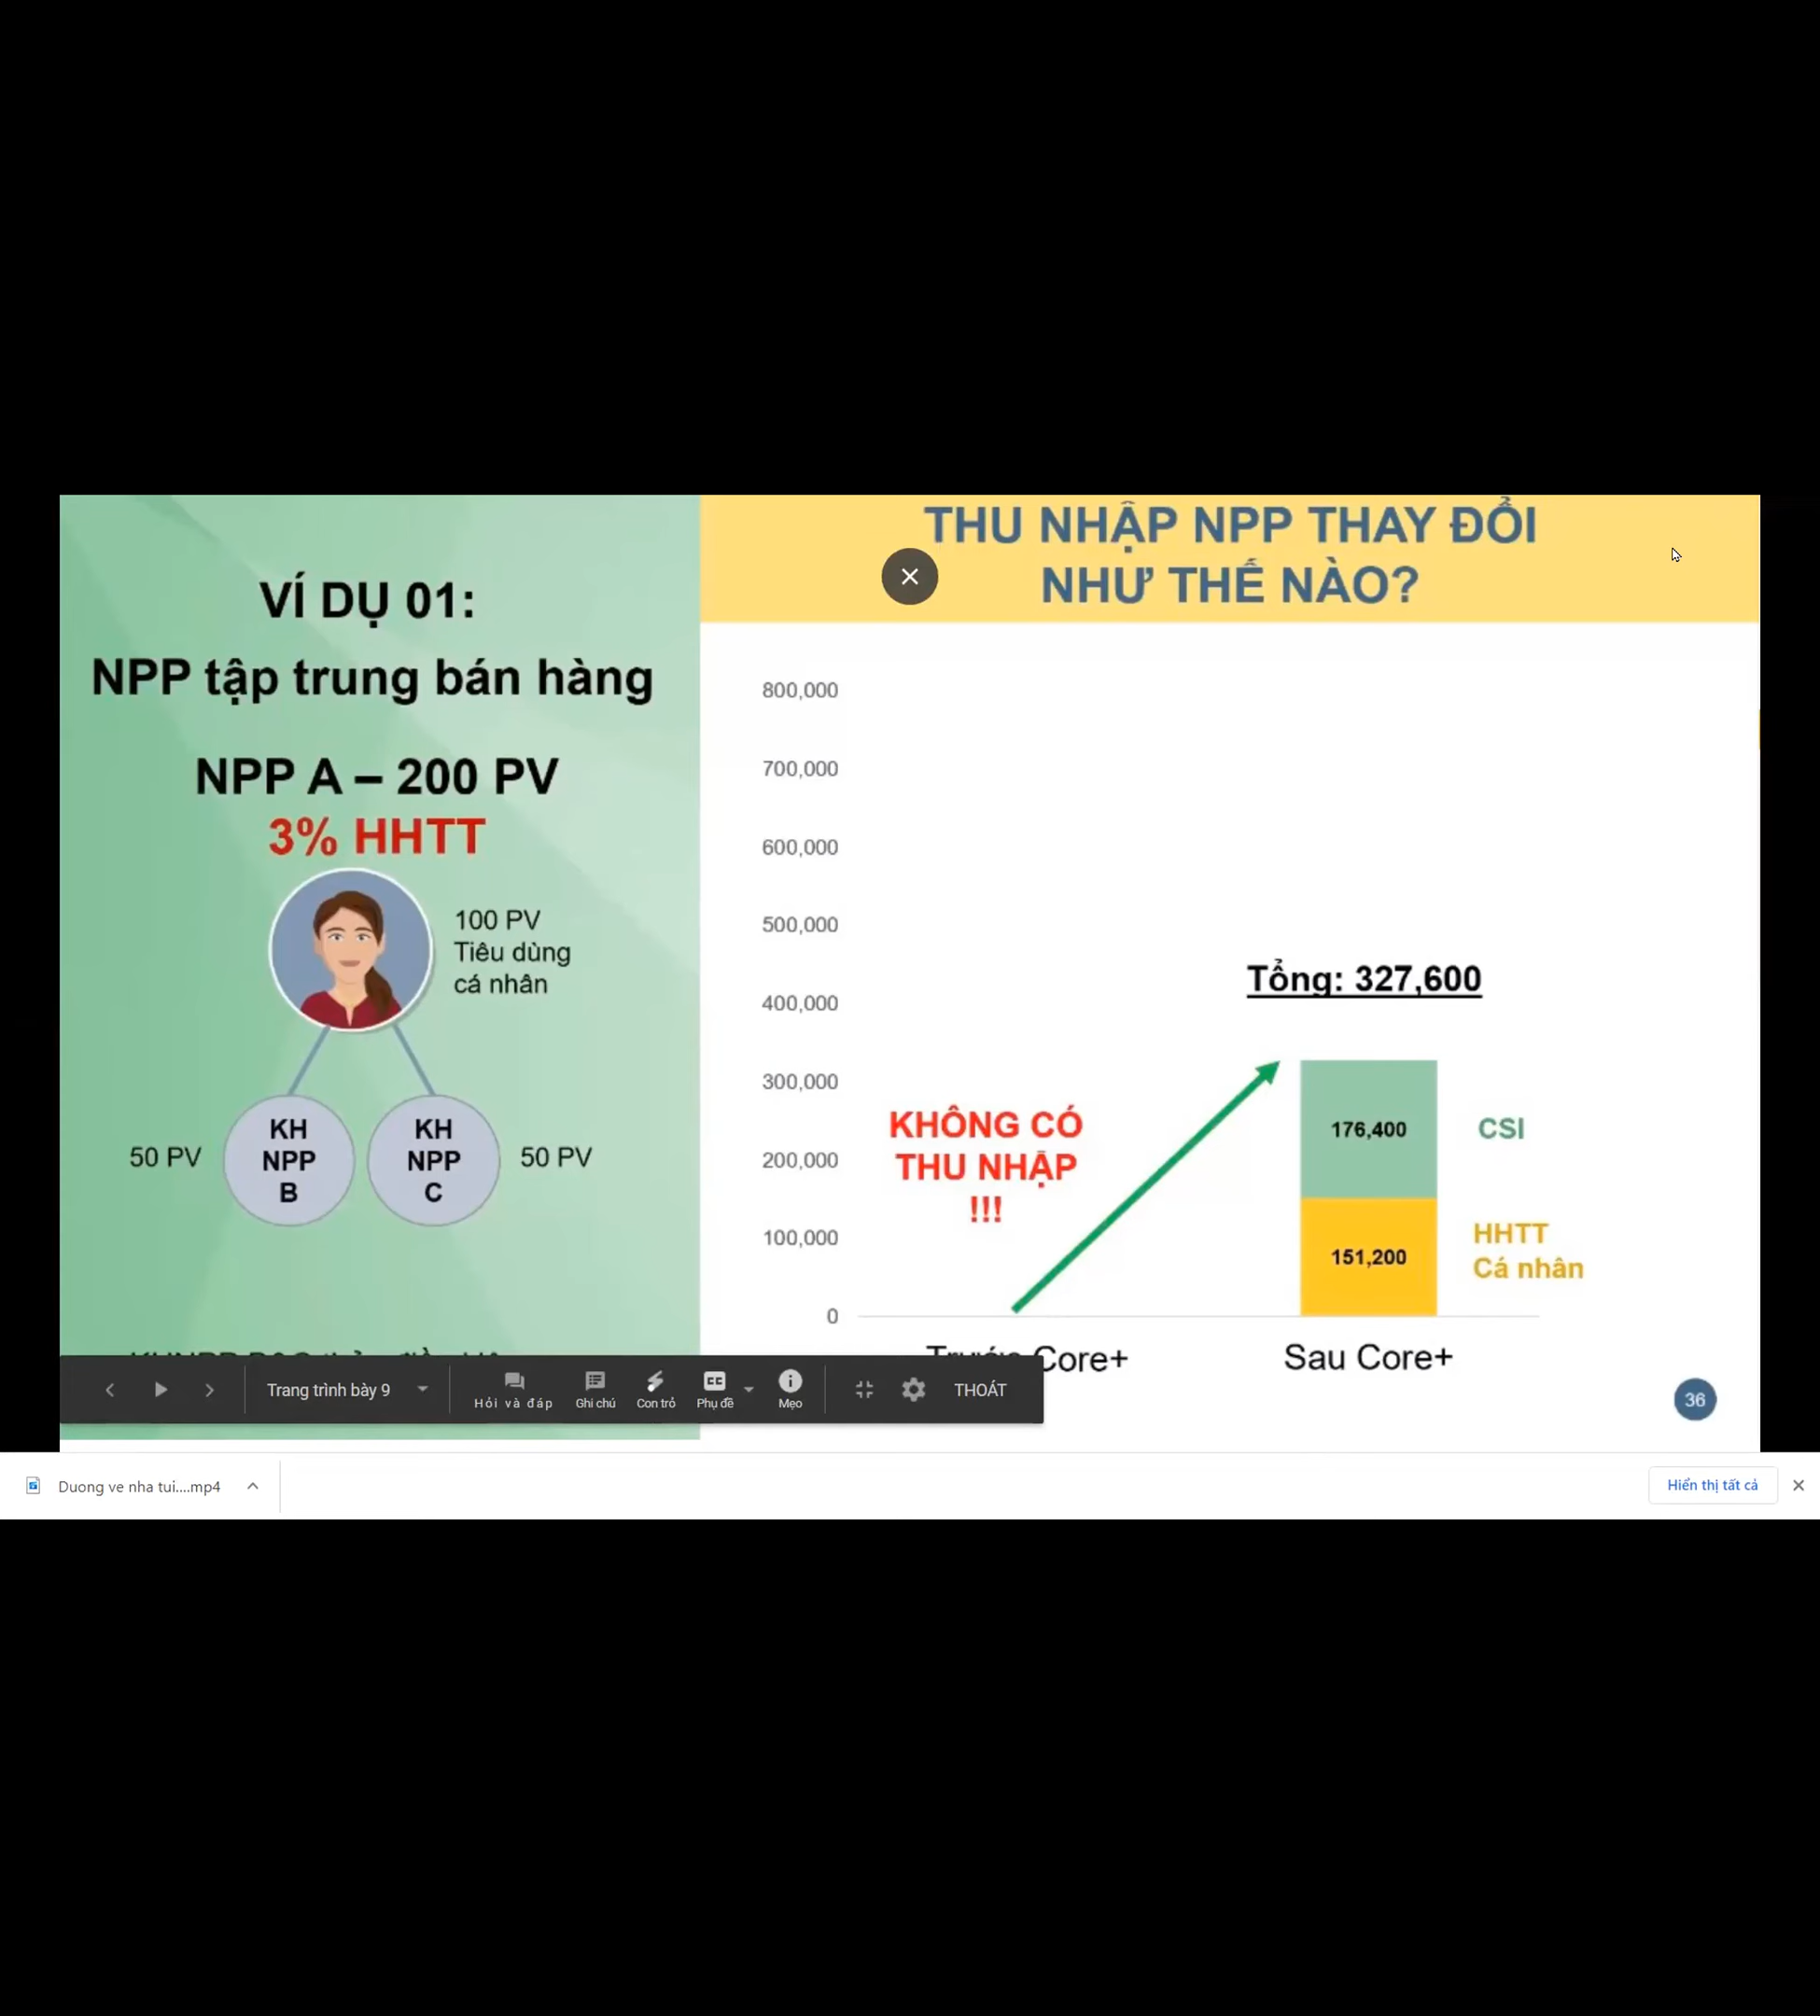 VÍ DỤ 01:
NPP tập trung bán hàng
NPP A – 200 PV
3% HHTT
100 PV
Tiêu dùng
cá nhân
50 PV
KH
NPP
B
KH
NPP
C
50 PV
THU NHẬP NPP THAY ĐỔI
NHƯ THẾ NÀO?
800,000
700,000
600,000
500,000
400,000
300,000
200,000
100,000
0
KHÔNG CÓ
THU NHẬP
!!!
Tổng: 327,600
176,400
CSI
151,200
HHTT
Cá nhân
Trước Core+
Sau Core+
36
Trang trình bày 9
Hỏi và đáp
Ghi chú
Con trỏ
CC
Phụ đề
Mẹo
THOÁT
Duong ve nha tui....mp4
Hiển thị tất cả